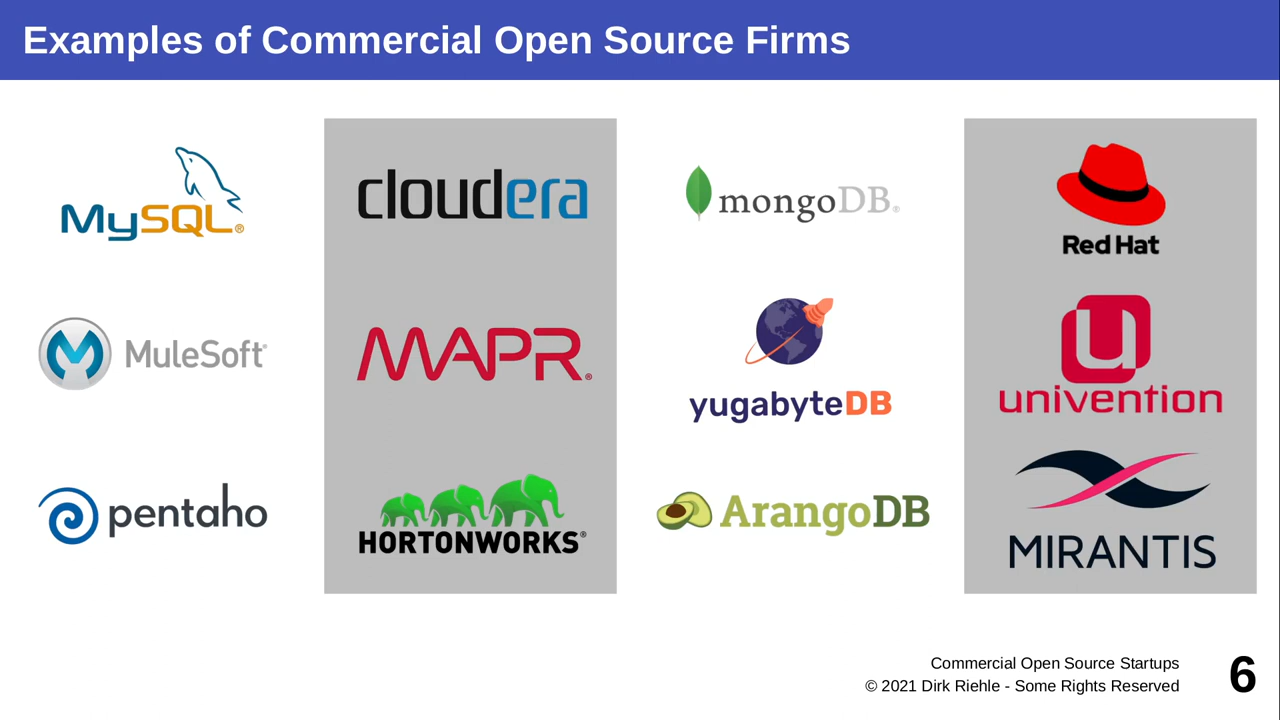 Examples of Commercial Open Source Firms
MySQL®
cloudera
mongoDB®
Red Hat
MuleSoft®
MAPR®
yugabyteDB
univention
pentaho
HORTONWORKS®
ArangoDB
MIRANTIS
Commercial Open Source Startups
© 2021 Dirk Riehle - Some Rights Reserved
6